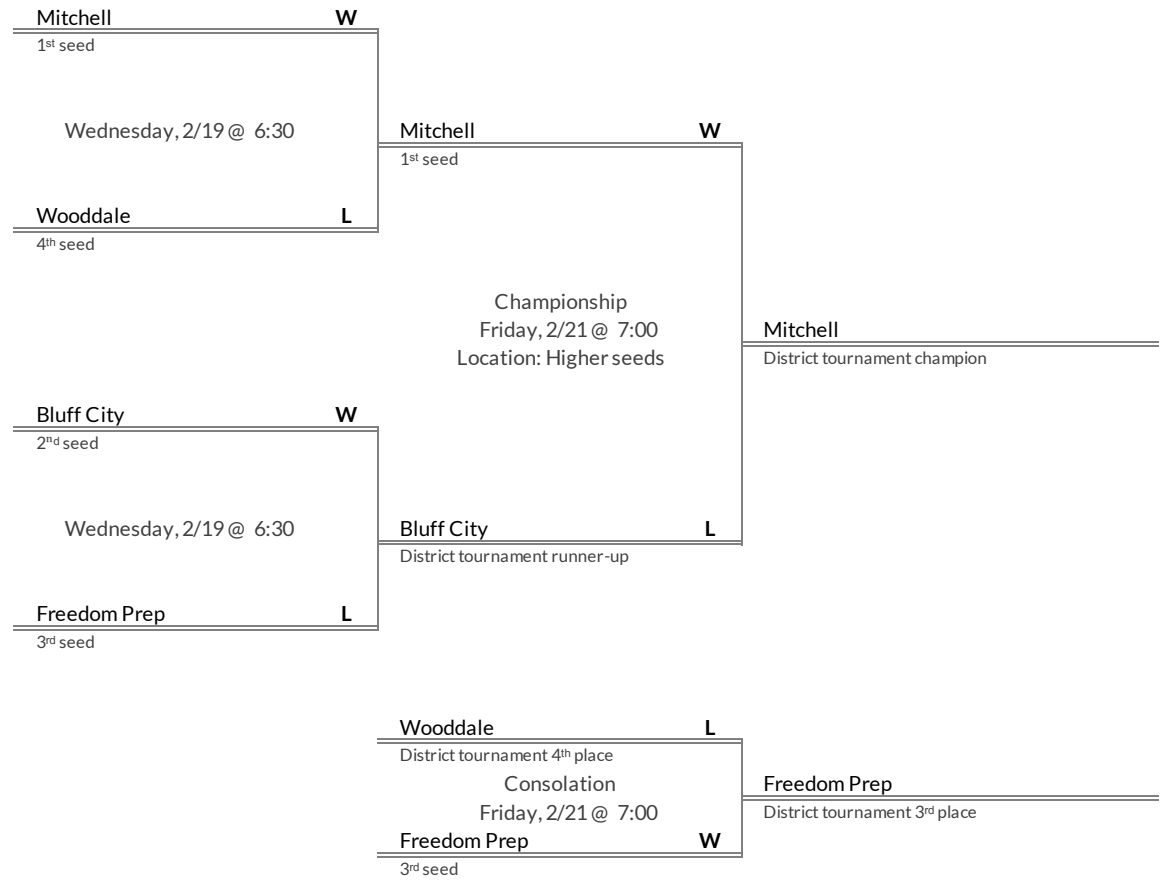 Mitchell W
1st seed
Wednesday, 2/19 @ 6:30
Mitchell W
1st seed
Wooddale L
4th seed
Championship
Friday, 2/21 @ 7:00
Mitchell
Location: Higher seeds
District tournament champion
Bluff City W
2nd seed
Wednesday, 2/19 @ 6:30
Bluff City L
District tournament runner-up
Freedom Prep L
3rd seed
Wooddale L
District tournament 4th place
Consolation
Freedom Prep
Friday, 2/21 @ 7:00
District tournament 3rd place
Freedom Prep W
3rd seed